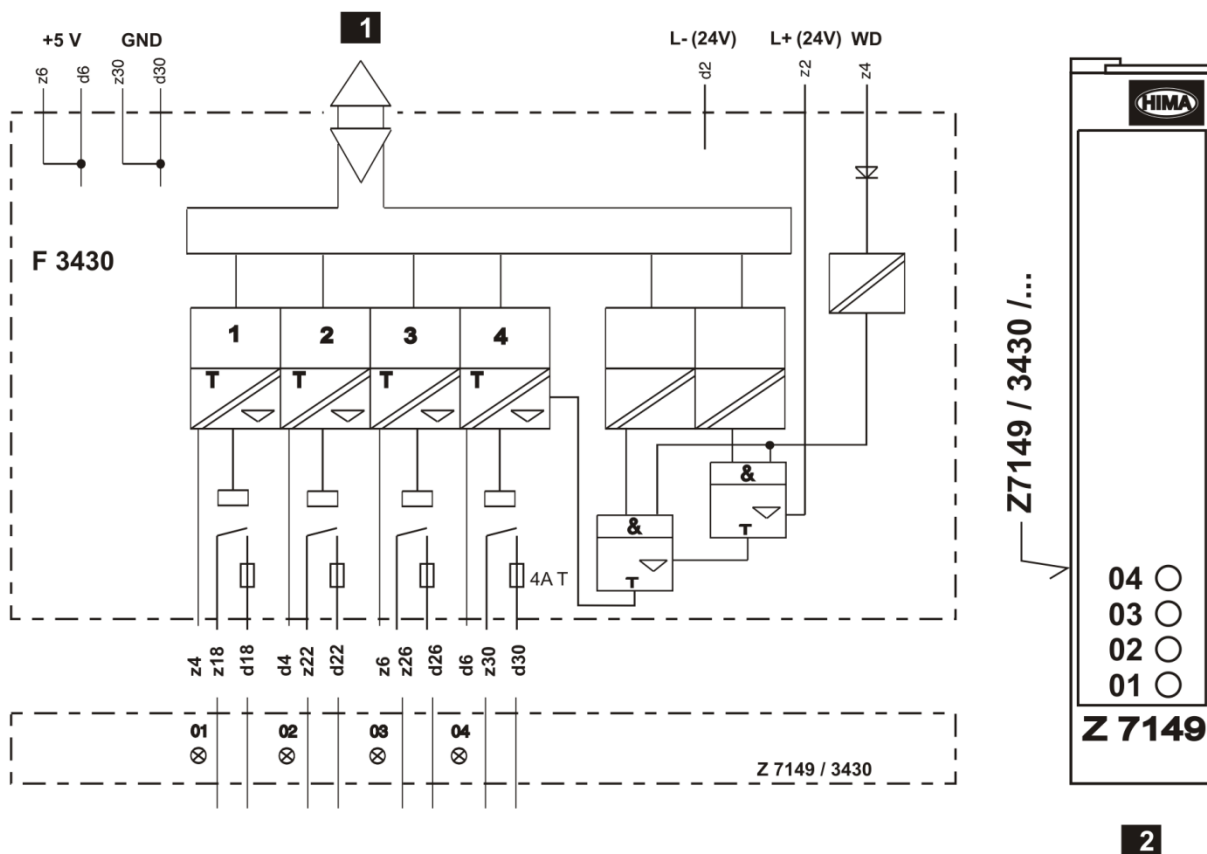 1
+5 V GND L- (24V) L+ (24V) WD
z6 d6 z30 d30 d2 z2 z4
HIMA
F 3430
1 2 3 4
T T T T
&
T
&
T
4A T
z4 z18 d18 d4 z22 d22 z6 z26 d26 d6 z30 d30
01 02 03 04
Z 7149 / 3430
Z7149 / 3430 /...
04
03
02
01
Z 7149
2